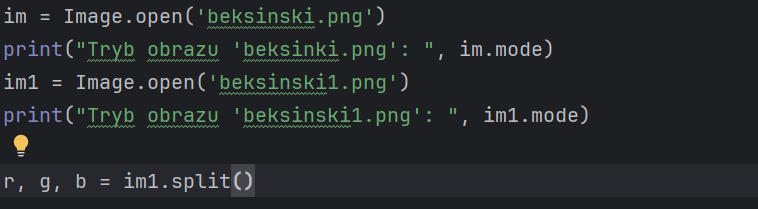 im = Image.open('beksinski.png')
print("Tryb obrazu 'beksinki.png': ", im.mode)
im1 = Image.open('beksinski1.png')
print("Tryb obrazu 'beksinski1.png': ", im1.mode)
r, g, b = im1.split()